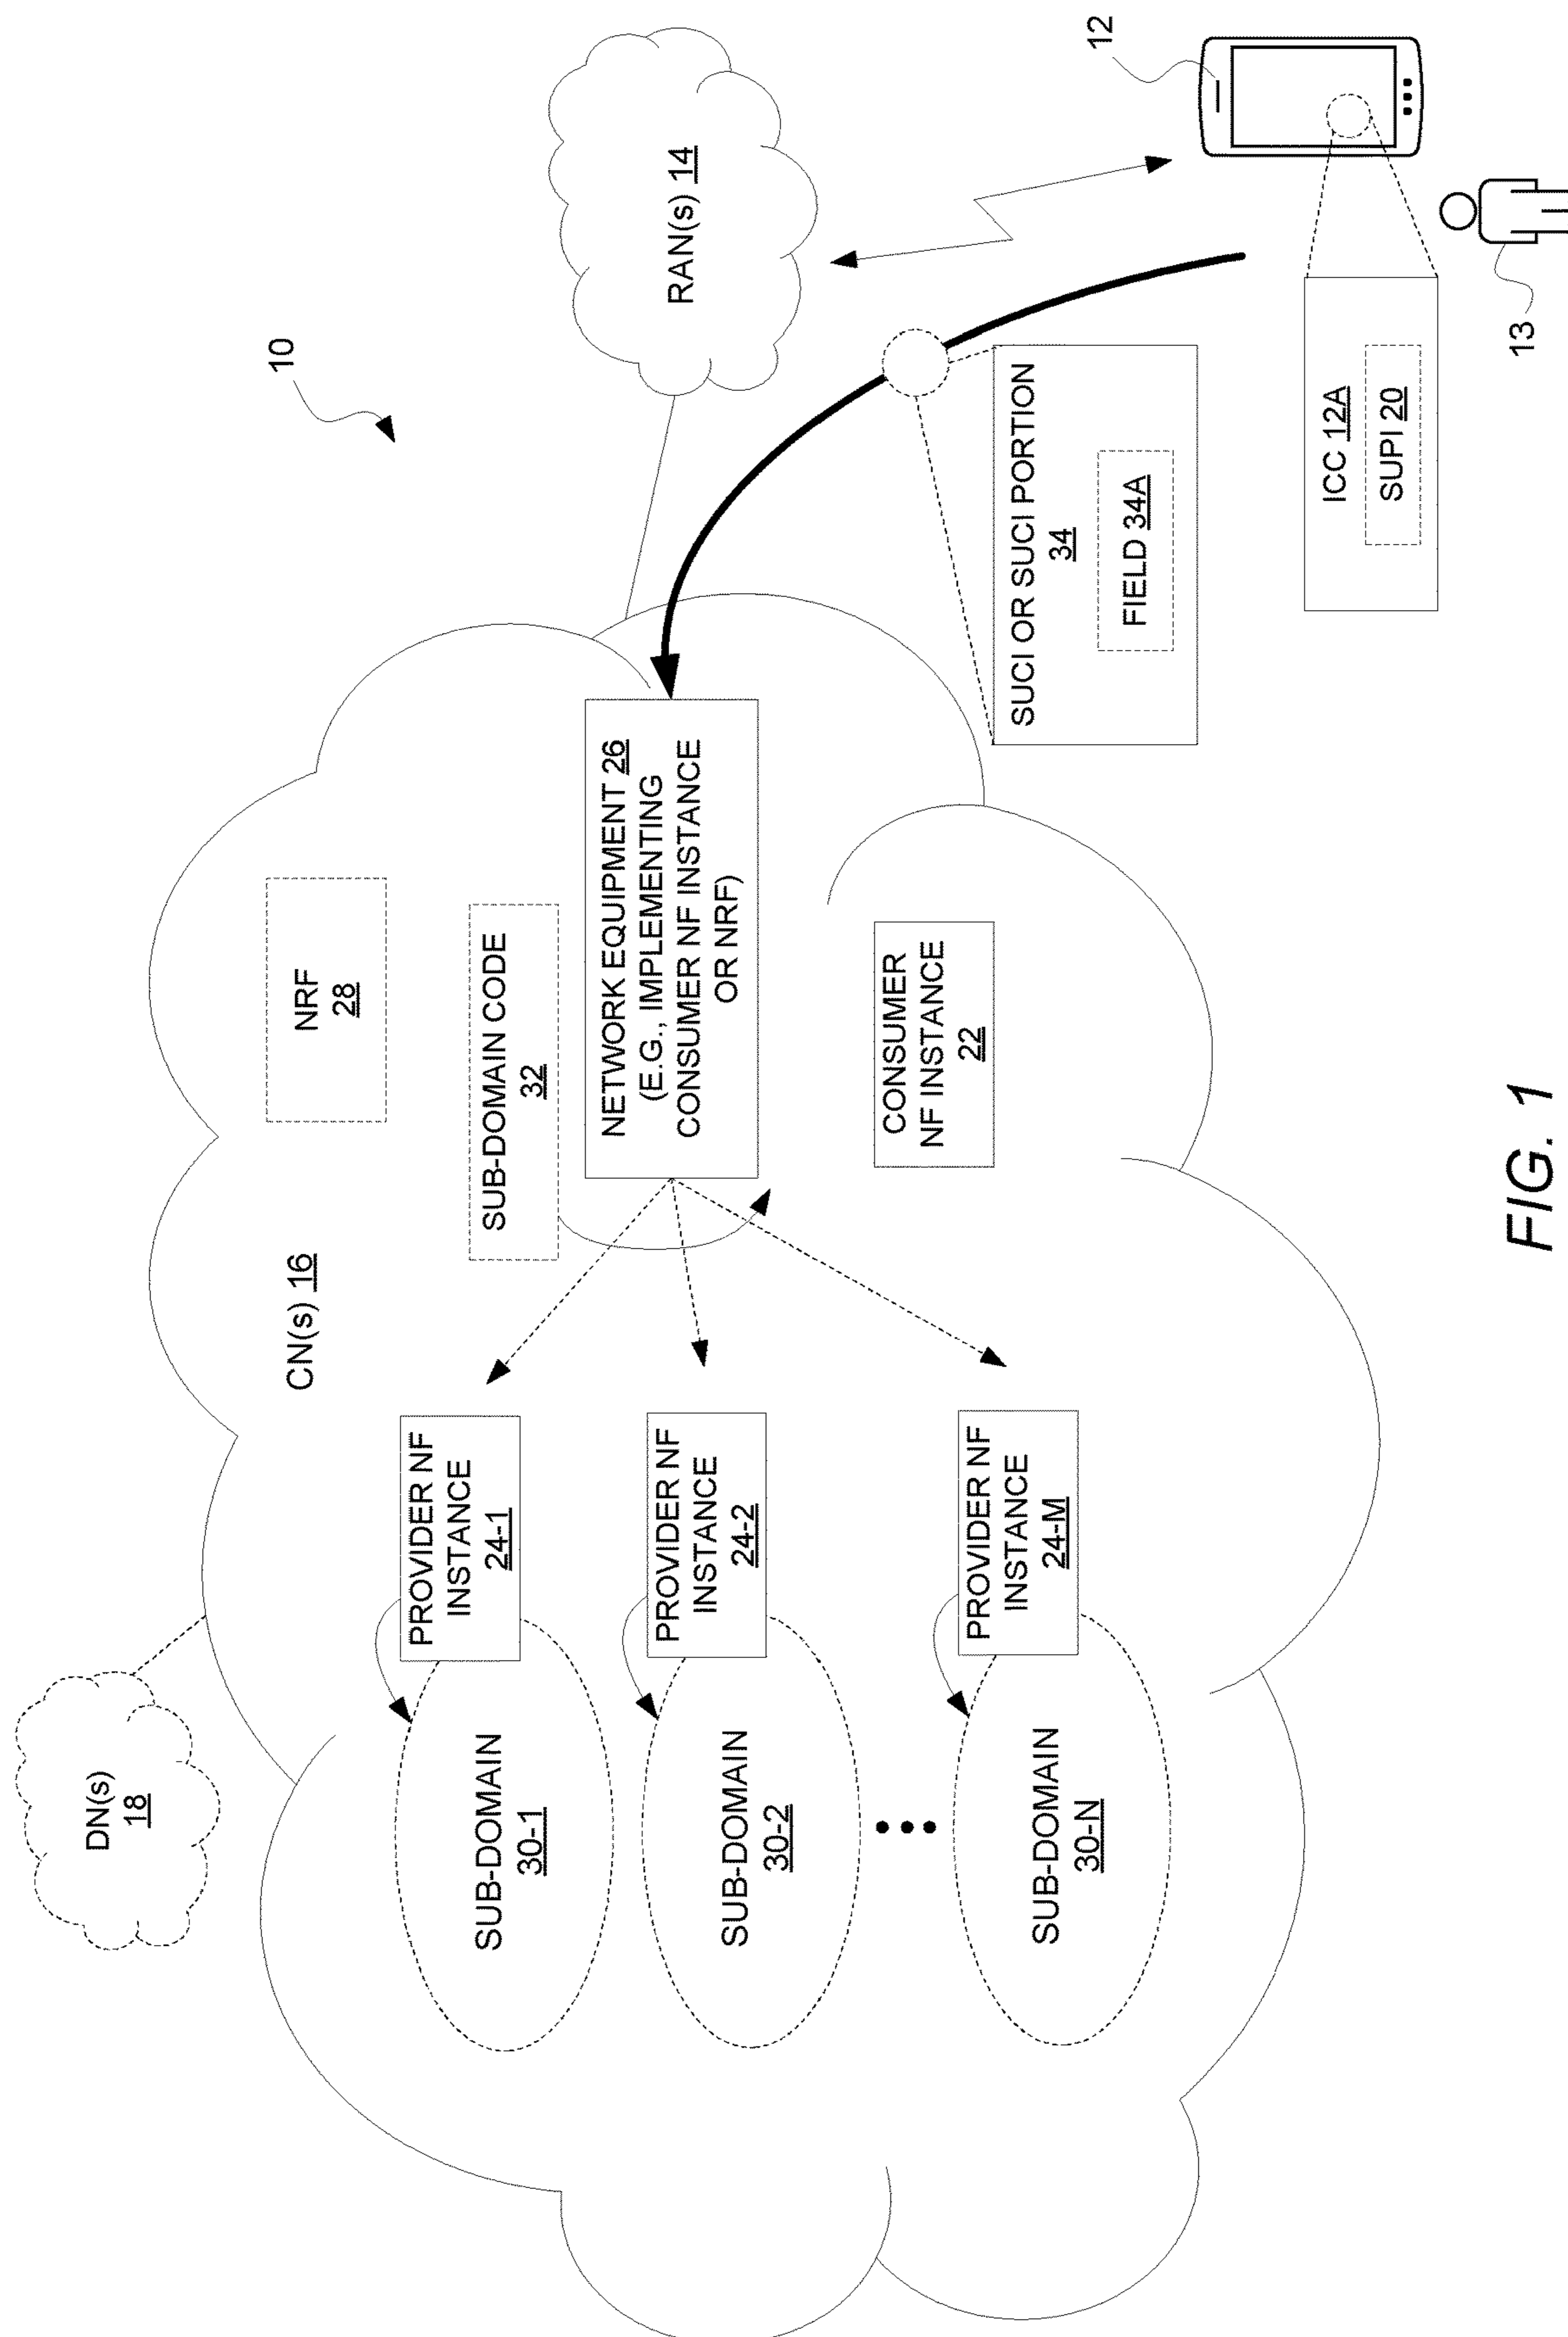 10
DN(s)
18
CN(s) 16
NRF
28
RAN(s) 14
SUB-DOMAIN
30-1
PROVIDER NF
INSTANCE
24-1
SUB-DOMAIN CODE
32
NETWORK EQUIPMENT 26
(E.G., IMPLEMENTING
CONSUMER NF INSTANCE
OR NRF)
SUB-DOMAIN
30-2
PROVIDER NF
INSTANCE
24-2
CONSUMER
NF INSTANCE
22
SUB-DOMAIN
30-N
PROVIDER NF
INSTANCE
24-M
SUCI OR SUCI PORTION
34
FIELD 34A
12
ICC 12A
SUPI 20
13
FIG. 1